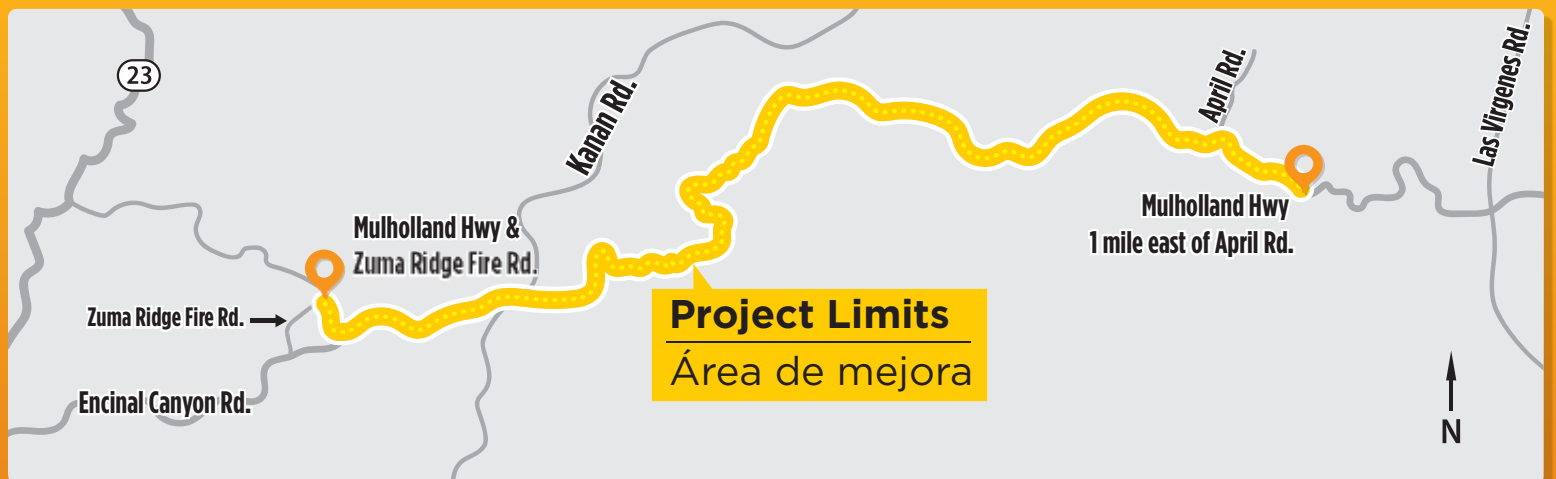 23
Kanan Rd.
April Rd.
Las Virgenes Rd.
Mulholland Hwy &
Zuma Ridge Fire Rd.
Mulholland Hwy
1 mile east of April Rd.
Zuma Ridge Fire Rd.
Project Limits
Área de mejora
Encinal Canyon Rd.
N